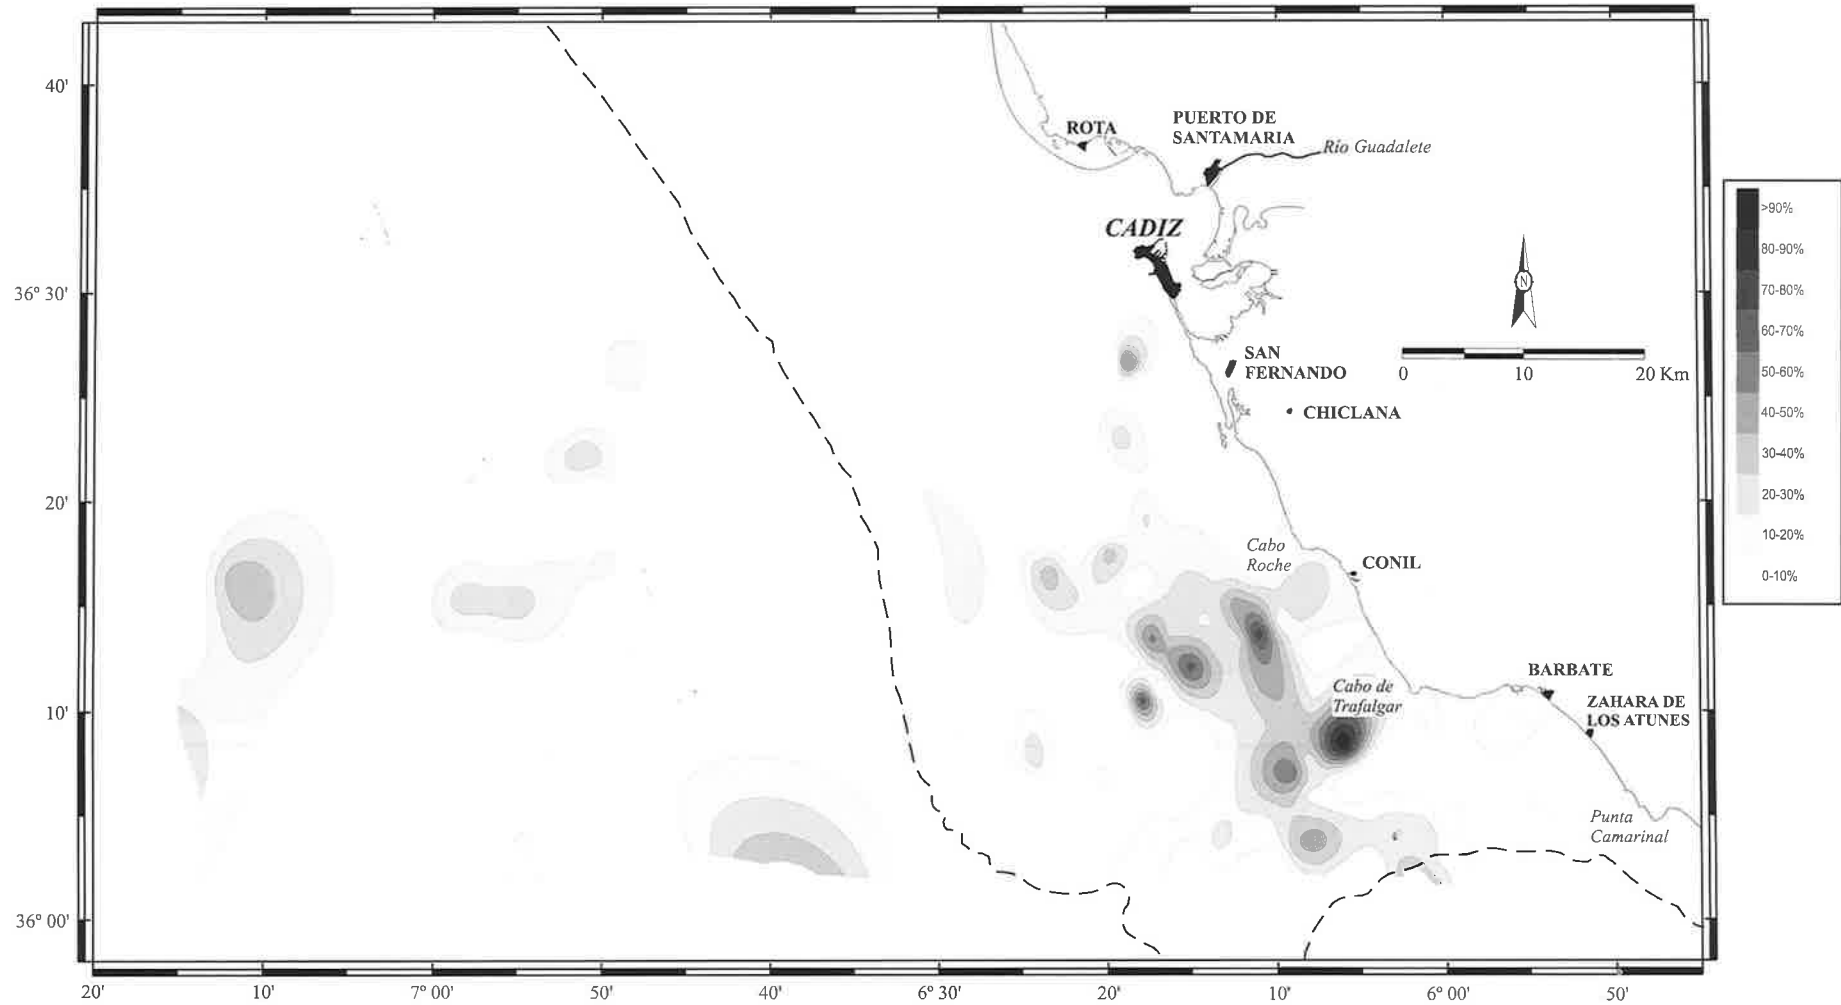 40'
36° 30'
20'
10'
36° 00'
ROTA
PUERTO DE
SANTAMARIA
Río Guadalete
CADIZ
SAN
FERNANDO
CHICLANA
Cabo
Roche
CONIL
Cabo de
Trafalgar
BARBATE
ZAHARA DE
LOS ATUNES
Punta
Camarinal
N
0 10 20 Km
>90%
80-90%
70-80%
60-70%
50-60%
40-50%
30-40%
20-30%
10-20%
0-10%
20' 10' 7° 00' 50' 40' 6° 30' 20' 10' 6° 00' 50'